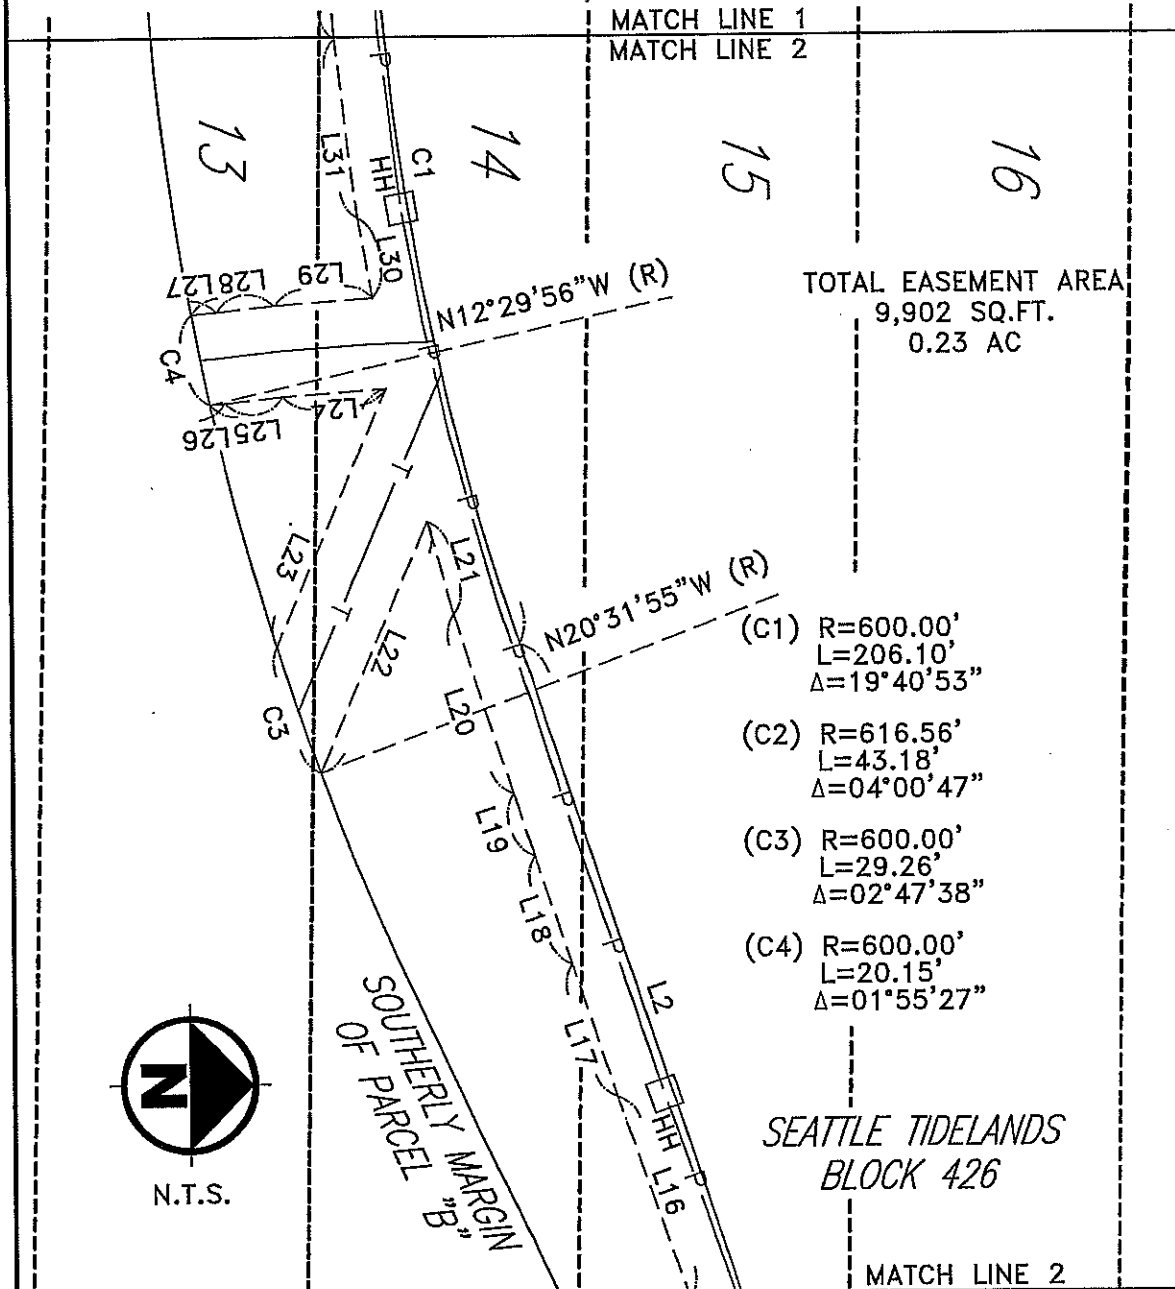 MATCH LINE 1
MATCH LINE 2
13
14
15
16
P
L31
HH
C1
L30
L27
L28
L29
N12°29'56"W (R)
TOTAL EASEMENT AREA
9,902 SQ.FT.
0.23 AC
P
C4
L24
L25
L26
T
P
L23
L21
T
L22
N20°31'55"W (R)
P
(C1) R=600.00'
L=206.10'
Δ=19°40'53"
C3
L20
(C2) R=616.56'
L=43.18'
Δ=04°00'47"
P
L19
(C3) R=600.00'
L=29.26'
Δ=02°47'38"
L18
P
(C4) R=600.00'
L=20.15'
Δ=01°55'27"
L2
SOUTHERLY MARGIN
OF PARCEL "B"
L17
N
N.T.S.
HH
L16
P
SEATTLE TIDELANDS
BLOCK 426
MATCH LINE 2